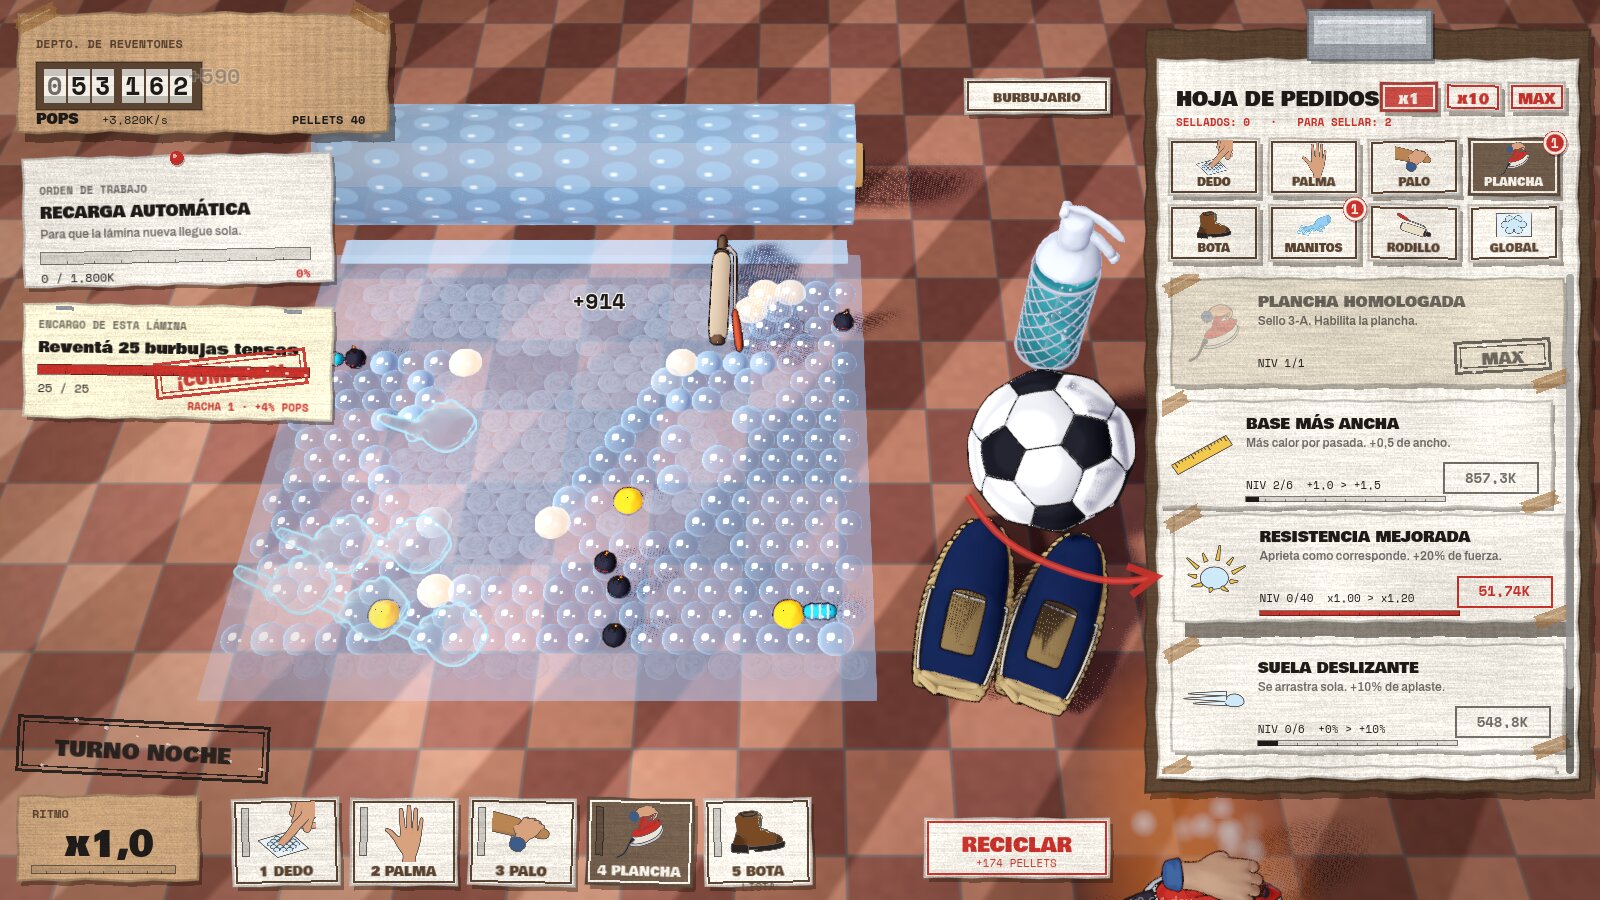 DEPTO. DE REVENTONES
053 162
+590
POPS +3.820K/s PELLETS 40
ORDEN DE TRABAJO
RECARGA AUTOMÁTICA
Para que la lámina nueva llegue sola.
0 / 1.800K 0%
ENCARGO DE ESTA LÁMINA
Reventá 25 burbujas tensas
25 / 25
RACHA 1 · +4% POPS
+914
BURBUJARIO
TURNO NOCHE
RITMO
x1,0
1 DEDO
2 PALMA
3 PALO
4 PLANCHA
5 BOTA
RECICLAR
+174 PELLETS
HOJA DE PEDIDOS x1 x10 MAX
SELLADOS: 0 · PARA SELLAR: 2
DEDO PALMA PALO PLANCHA 1
BOTA MANITOS 1 RODILLO GLOBAL
PLANCHA HOMOLOGADA
Sello 3-A. Habilita la plancha.
NIV 1/1 MAX
BASE MÁS ANCHA
Más calor por pasada. +0,5 de ancho.
NIV 2/6 +1.0 > +1.5 857,3K
RESISTENCIA MEJORADA
Aprieta como corresponde. +20% de fuerza.
NIV 0/40 x1.00 > x1.20 51,74K
SUELA DESLIZANTE
Se arrastra sola. +10% de aplaste.
NIV 0/6 +0% > +10% 548,8K